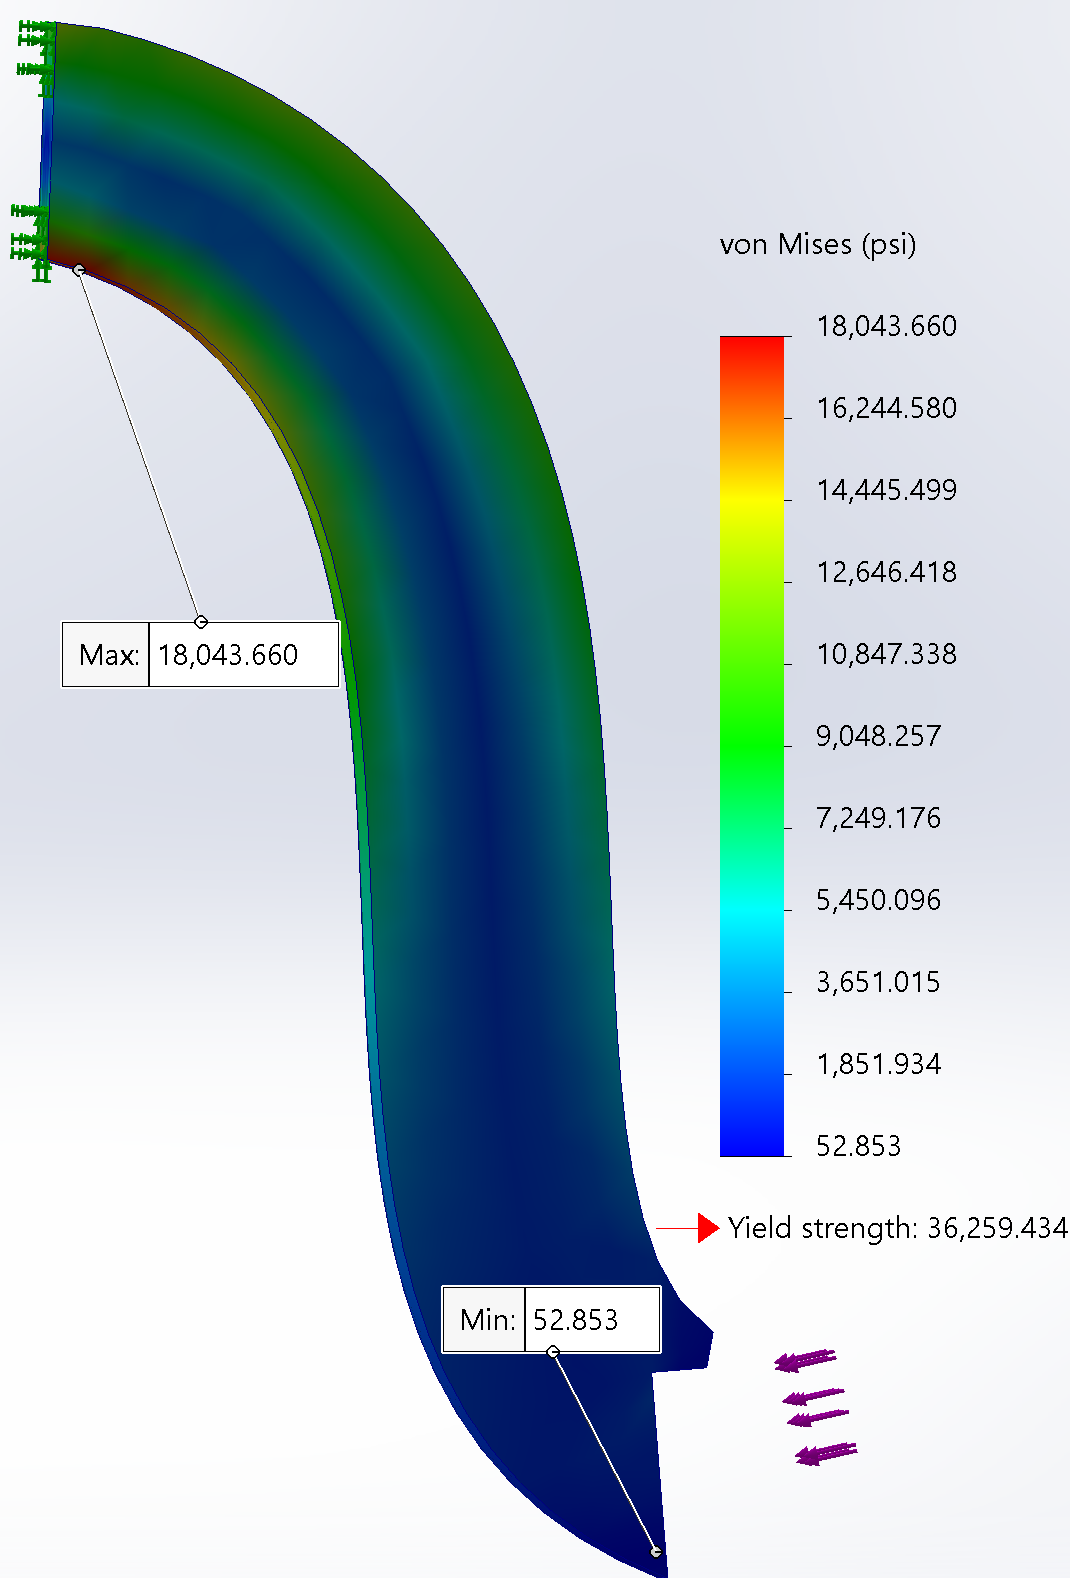 von Mises (psi)
18,043.660
16,244.580
14,445.499
12,646.418
10,847.338
9,048.257
7,249.176
5,450.096
3,651.015
1,851.934
52.853
Yield strength: 36,259.434
Max: 18,043.660
Min: 52.853